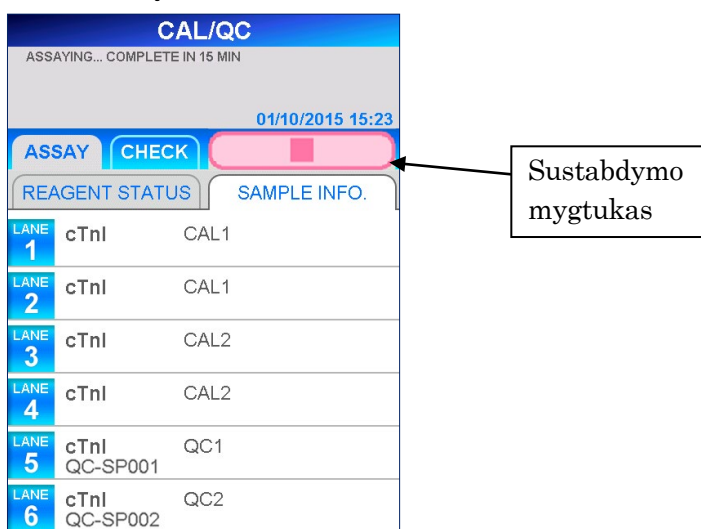 CAL/QC
ASSAYING... COMPLETE IN 15 MIN
01/10/2015 15:23
ASSAY CHECK
REAGENT STATUS SAMPLE INFO.
LANE 1 cTnI CAL1
LANE 2 cTnI CAL1
LANE 3 cTnI CAL2
LANE 4 cTnI CAL2
LANE 5 cTnI QC1
QC-SP001
LANE 6 cTnI QC2
QC-SP002
Sustabdymo
mygtukas